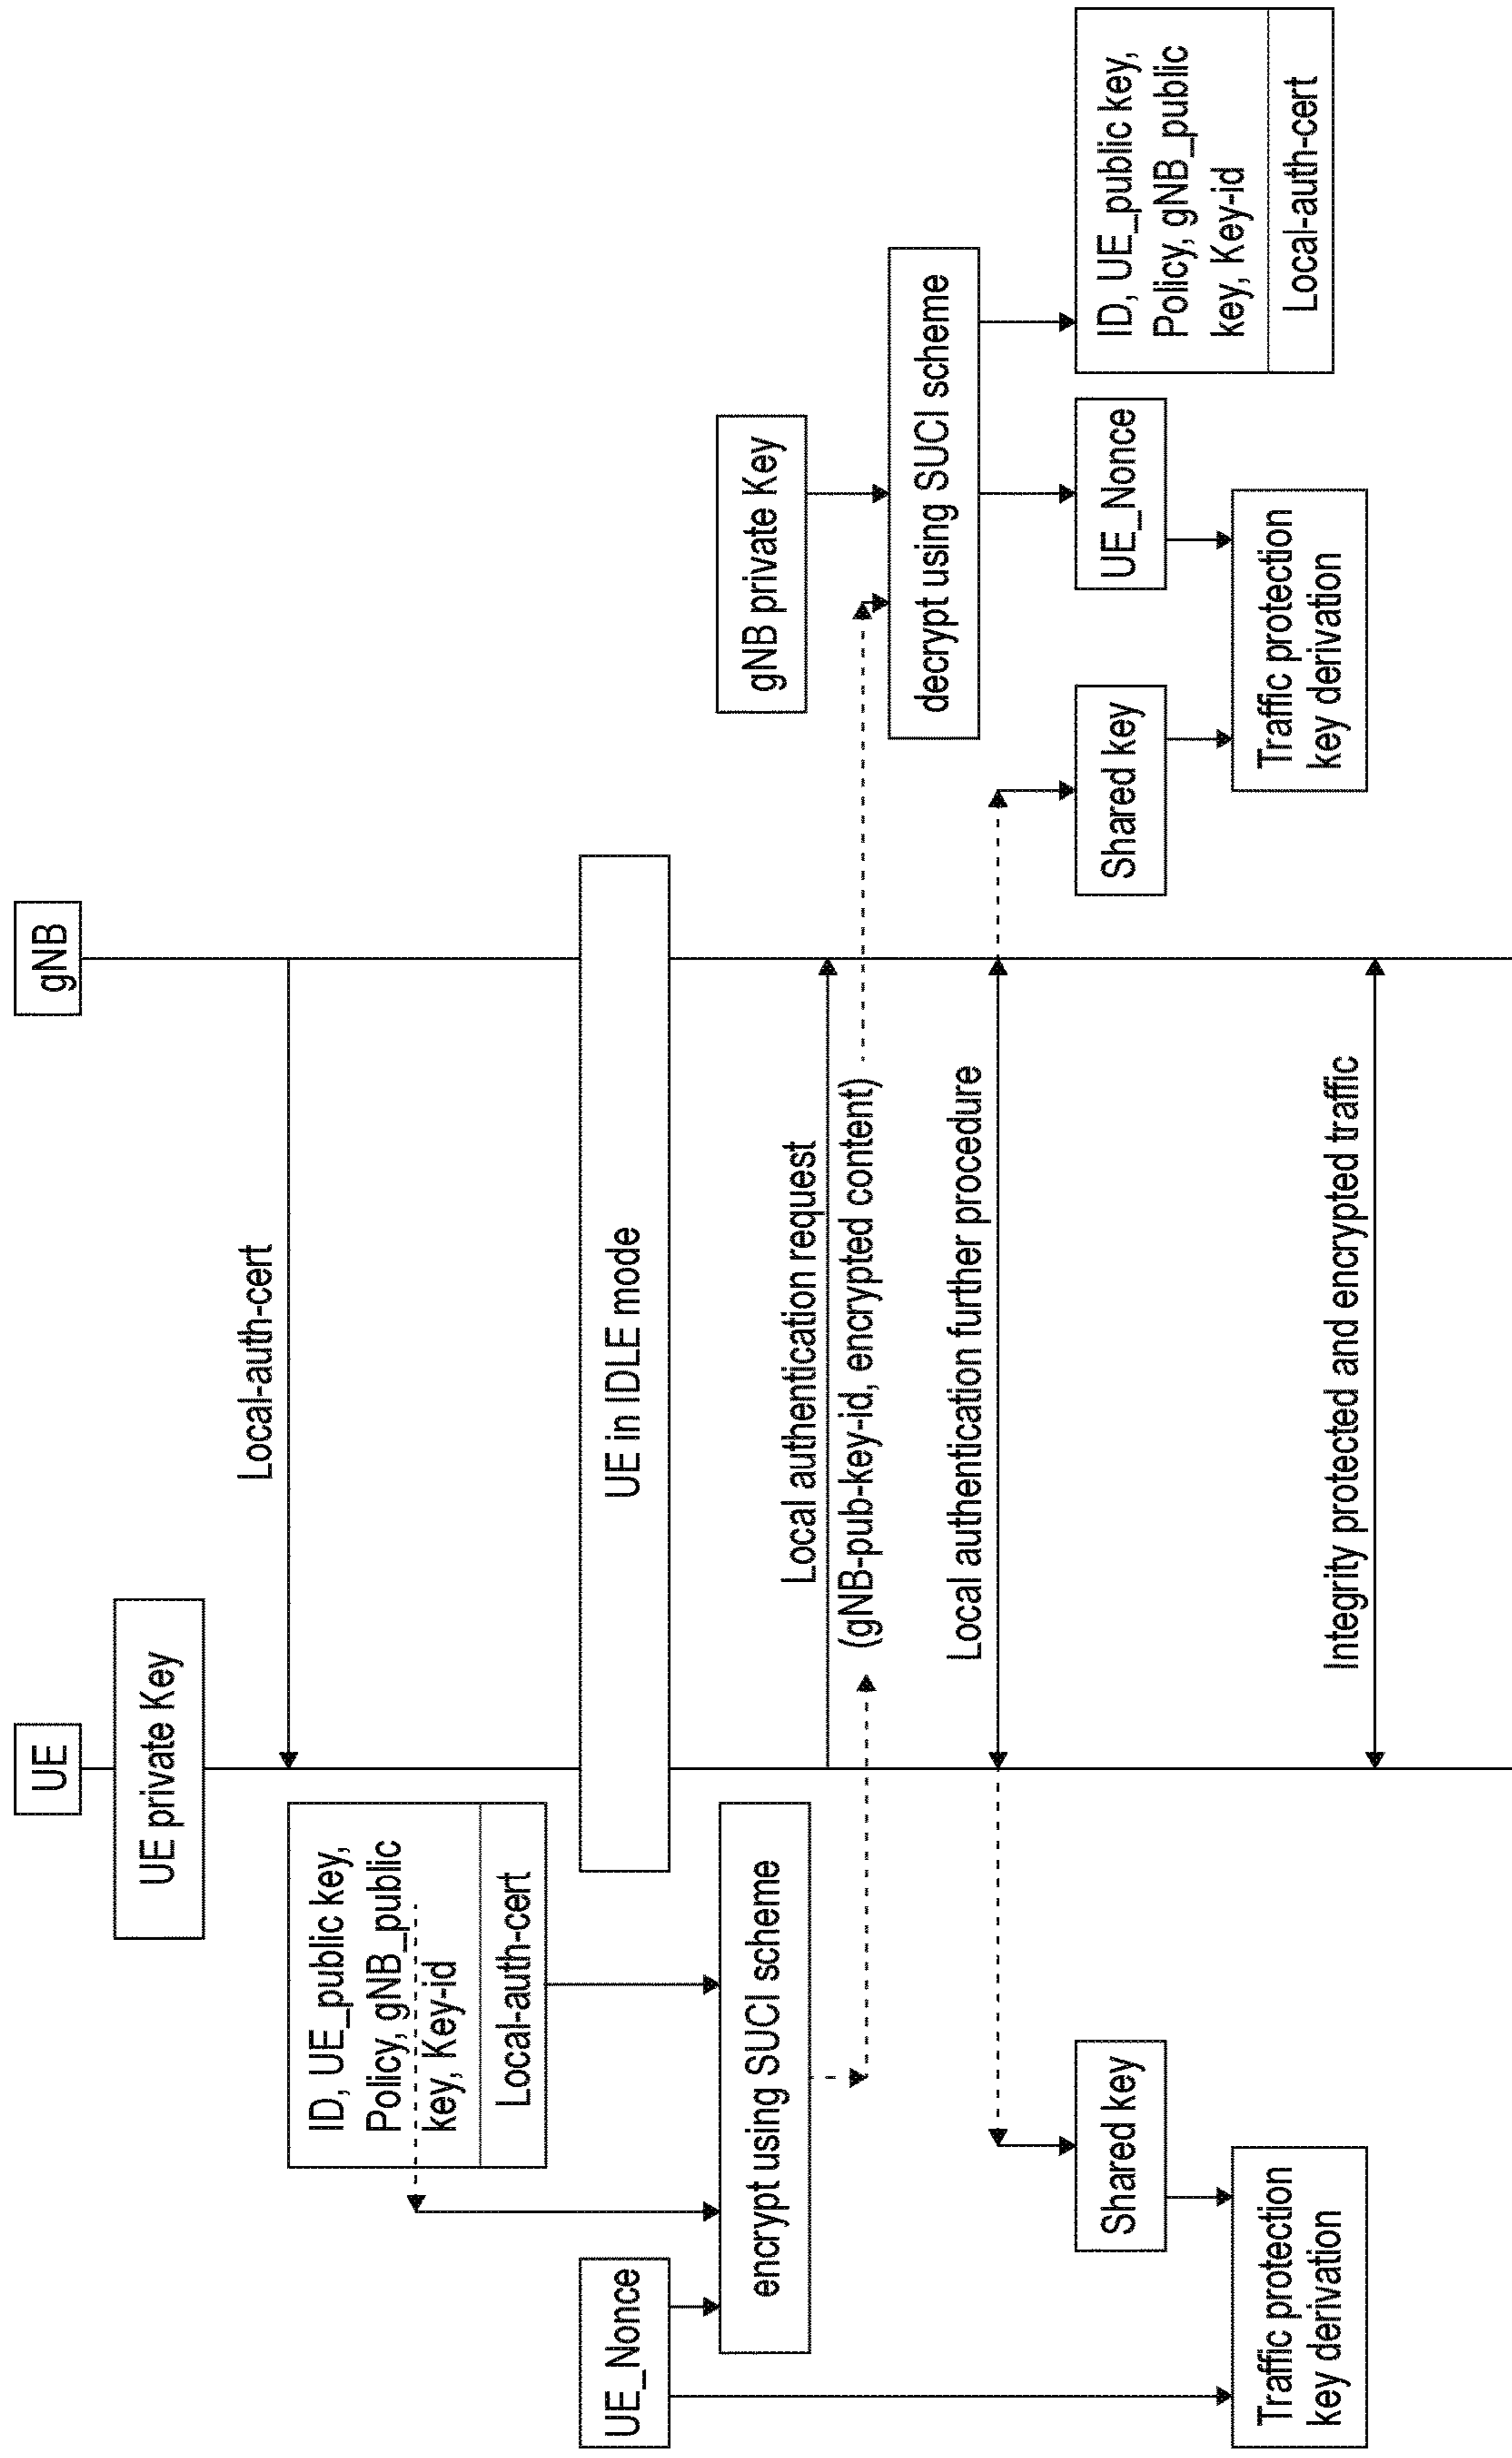 UE
gNB
UE private Key
Local-auth-cert
ID, UE_public key,
Policy, gNB_public
key, Key-id
Local-auth-cert
UE in IDLE mode
UE_Nonce
encrypt using SUCI scheme
Local authentication request
(gNB-pub-key-id, encrypted content)
gNB private Key
decrypt using SUCI scheme
Local authentication further procedure
Shared key
Shared key
UE_Nonce
ID, UE_public key,
Policy, gNB_public
key, Key-id
Local-auth-cert
Traffic protection
key derivation
Traffic protection
key derivation
Integrity protected and encrypted traffic